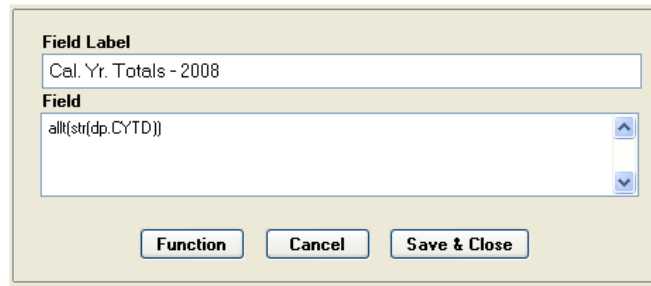 Field Label
Cal. Yr. Totals - 2008
Field
allt(str(dp.CYTD))
Function
Cancel
Save & Close